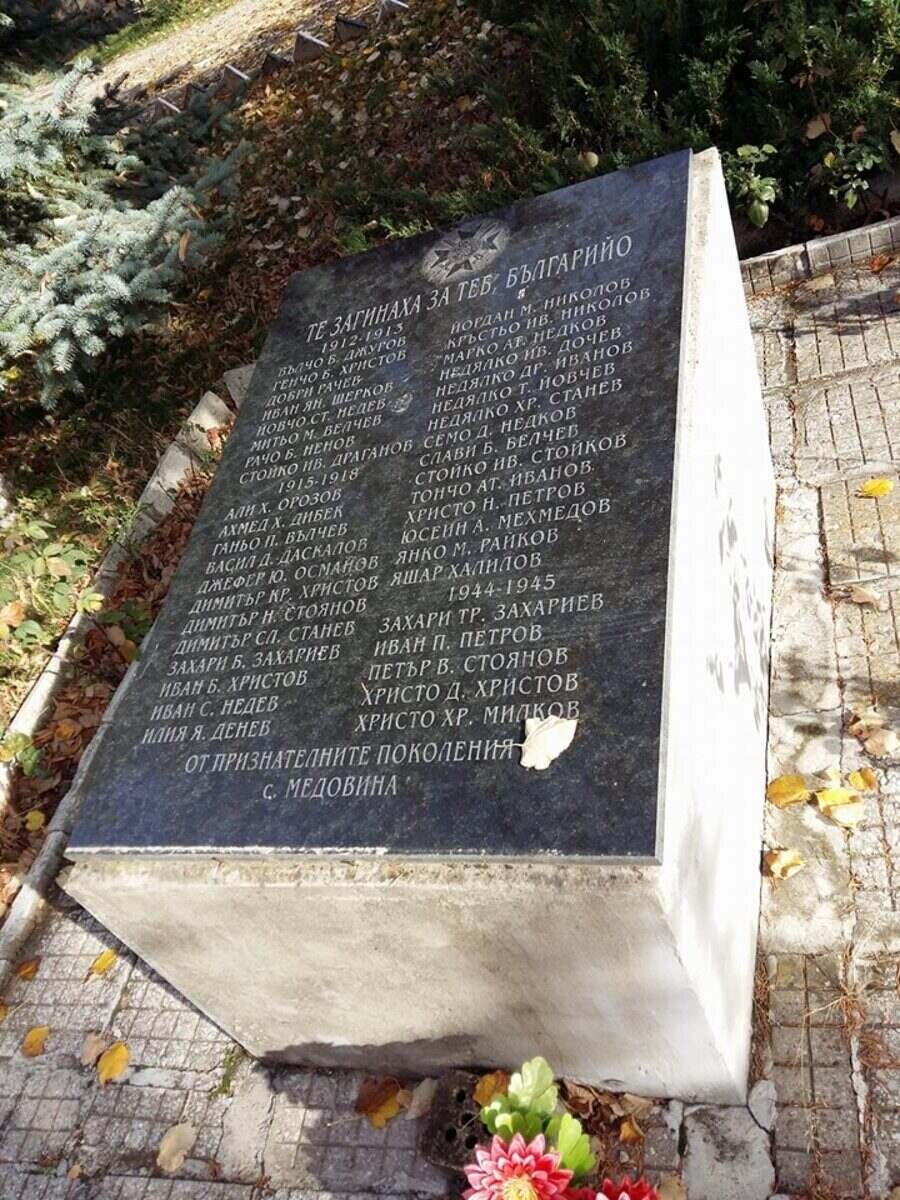 ТЕ ЗАГИНАХА ЗА ТЕБ, БЪЛГАРИЙО
1912-1913
ВЪЛЧО Б. ДЖУРОВ
ГЕНЧО Б. ХРИСТОВ
ДОБРИ РАЧЕВ
ИВАН ЯН. ШЕРКОВ
ЙОВЧО СТ. НЕДЕВ
МИТЬО М. ВЕЛЧЕВ
РАЧО Б. НЕНОВ
СТОЙКО ИВ. ДРАГАНОВ
1915-1918
АЛИ Х. ОРОЗОВ
АХМЕД Х. ДИБЕК
ГАНЬО П. ВЪЛЧЕВ
ВАСИЛ Д. ДАСКАЛОВ
ДЖЕФЕР Ю. ОСМАНОВ
ДИМИТЪР КР. ХРИСТОВ
ДИМИТЪР Н. СТОЯНОВ
ДИМИТЪР СЛ. СТАНЕВ
ЗАХАРИ Б. ЗАХАРИЕВ
ИВАН Б. ХРИСТОВ
ИВАН С. НЕДЕВ
ИЛИЯ Я. ДЕНЕВ
ЙОРДАН М. НИКОЛОВ
КРЪСТЬО ИВ. НИКОЛОВ
МАРКО АТ. НЕДКОВ
НЕДЯЛКО ИВ. ДОЧЕВ
НЕДЯЛКО ДР. ИВАНОВ
НЕДЯЛКО Т. ЙОВЧЕВ
НЕДЯЛКО ХР. СТАНЕВ
СЕМО Д. НЕДКОВ
СЛАВИ Б. БЕЛЧЕВ
СТОЙКО ИВ. СТОЙКОВ
ТОНЧО АТ. ИВАНОВ
ХРИСТО Н. ПЕТРОВ
ЮСЕИН А. МЕХМЕДОВ
ЯНКО М. РАЙКОВ
ЯШАР ХАЛИЛОВ
1944-1945
ЗАХАРИ ТР. ЗАХАРИЕВ
ИВАН П. ПЕТРОВ
ПЕТЪР В. СТОЯНОВ
ХРИСТО Д. ХРИСТОВ
ХРИСТО ХР. МИЛКОВ
ОТ ПРИЗНАТЕЛНИТЕ ПОКОЛЕНИЯ
с. МЕДОВИНА